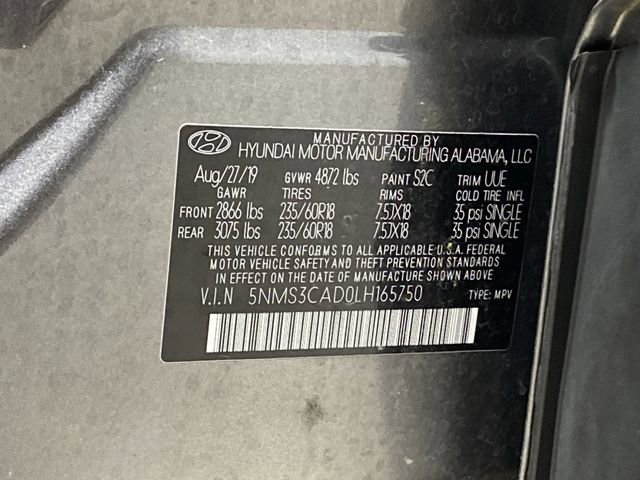 MANUFACTURED BY
HYUNDAI MOTOR MANUFACTURING ALABAMA, LLC
Aug/27/19 GVWR 4872 lbs PAINT S2C TRIM UUE
GAWR TIRES RIMS COLD TIRE INFL
FRONT 2866 lbs 235/60R18 7.5JX18 35 psi SINGLE
REAR 3075 lbs 235/60R18 7.5JX18 35 psi SINGLE
THIS VEHICLE CONFORMS TO ALL APPLICABLE U.S.A. FEDERAL
MOTOR VEHICLE SAFETY AND THEFT PREVENTION STANDARDS
IN EFFECT ON THE DATE OF MANUFACTURE SHOWN ABOVE.
V.I.N 5NMS3CAD0LH165750 TYPE: MPV